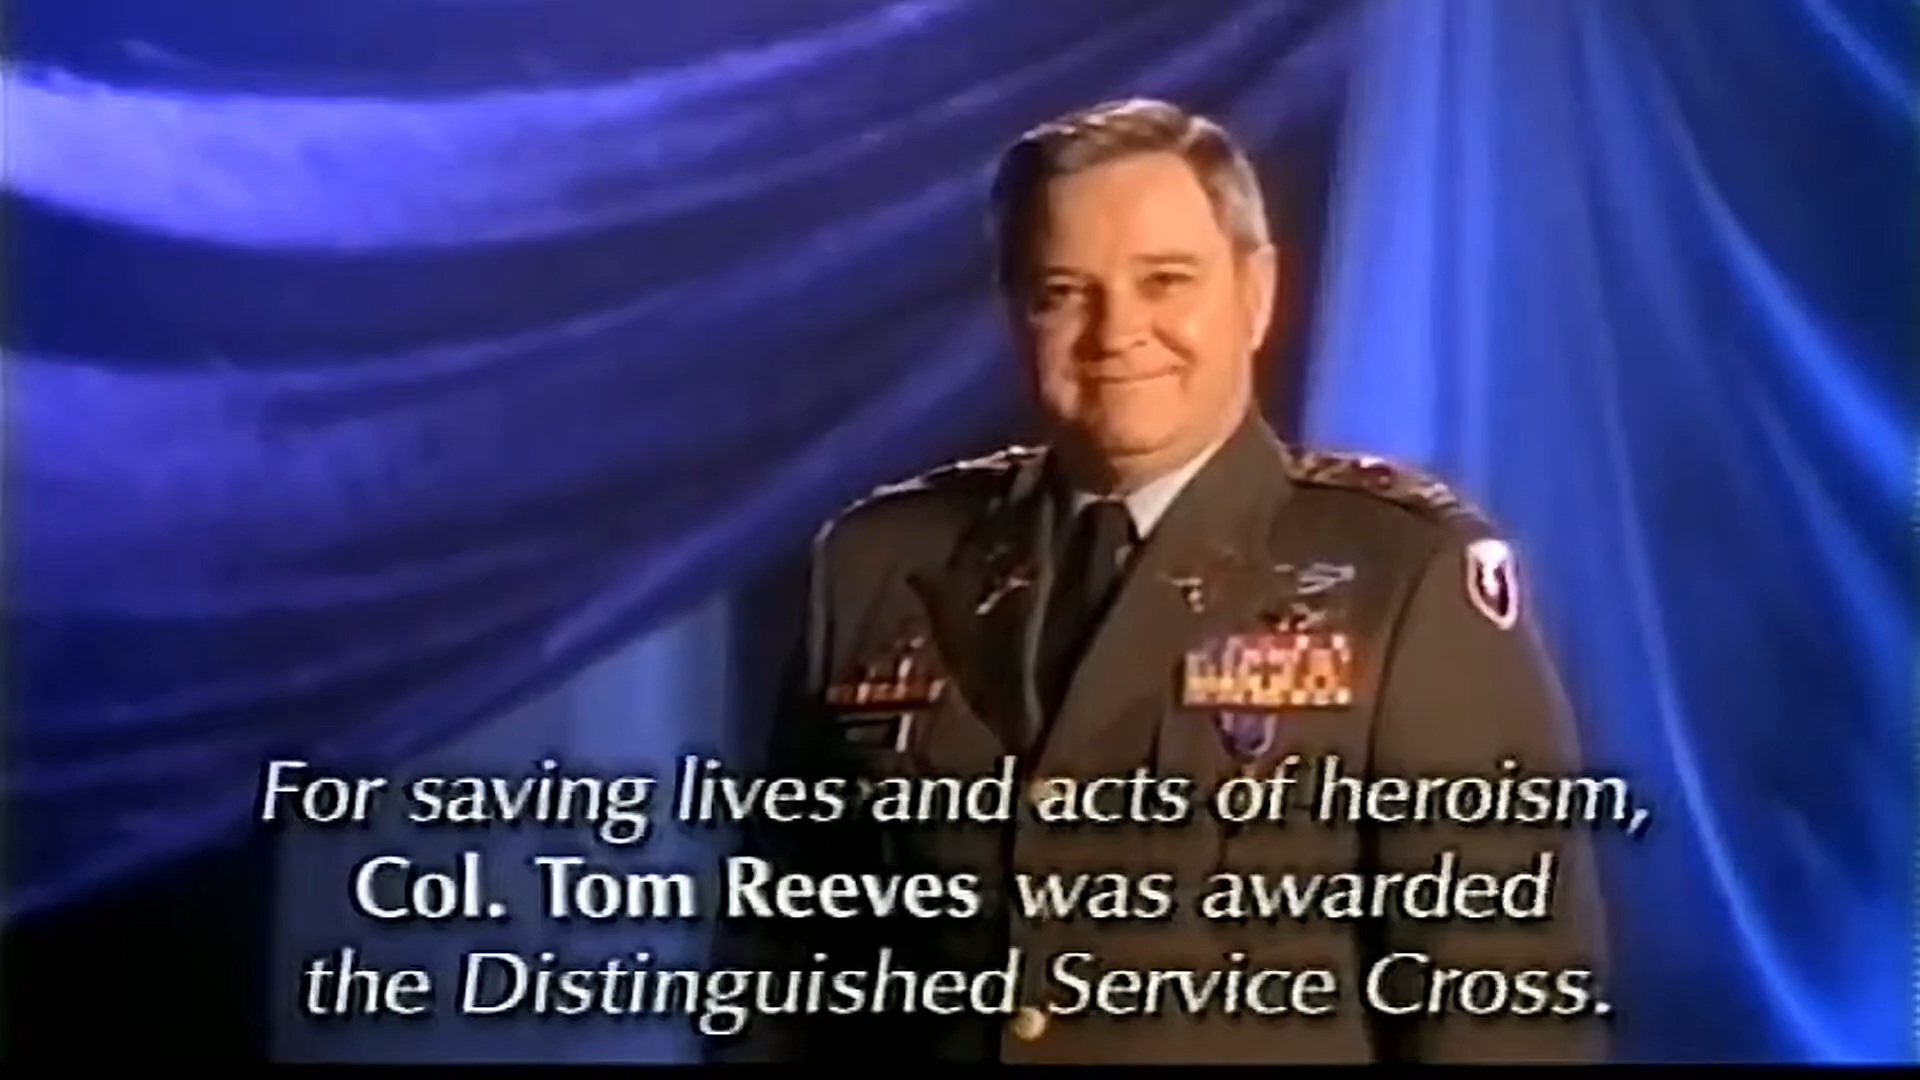 For saving lives and acts of heroism,
Col. Tom Reeves was awarded
the Distinguished Service Cross.